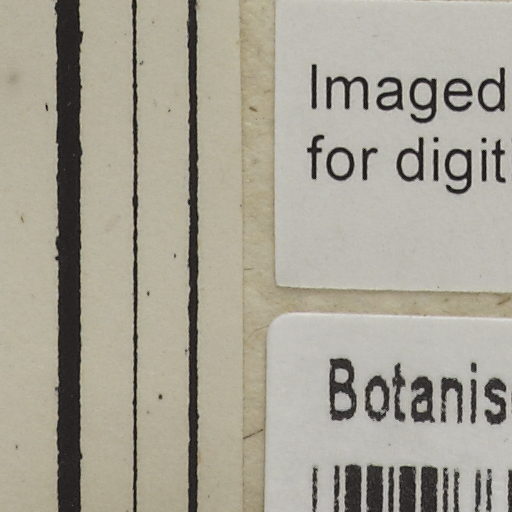 Imaged
for digit
Botanis